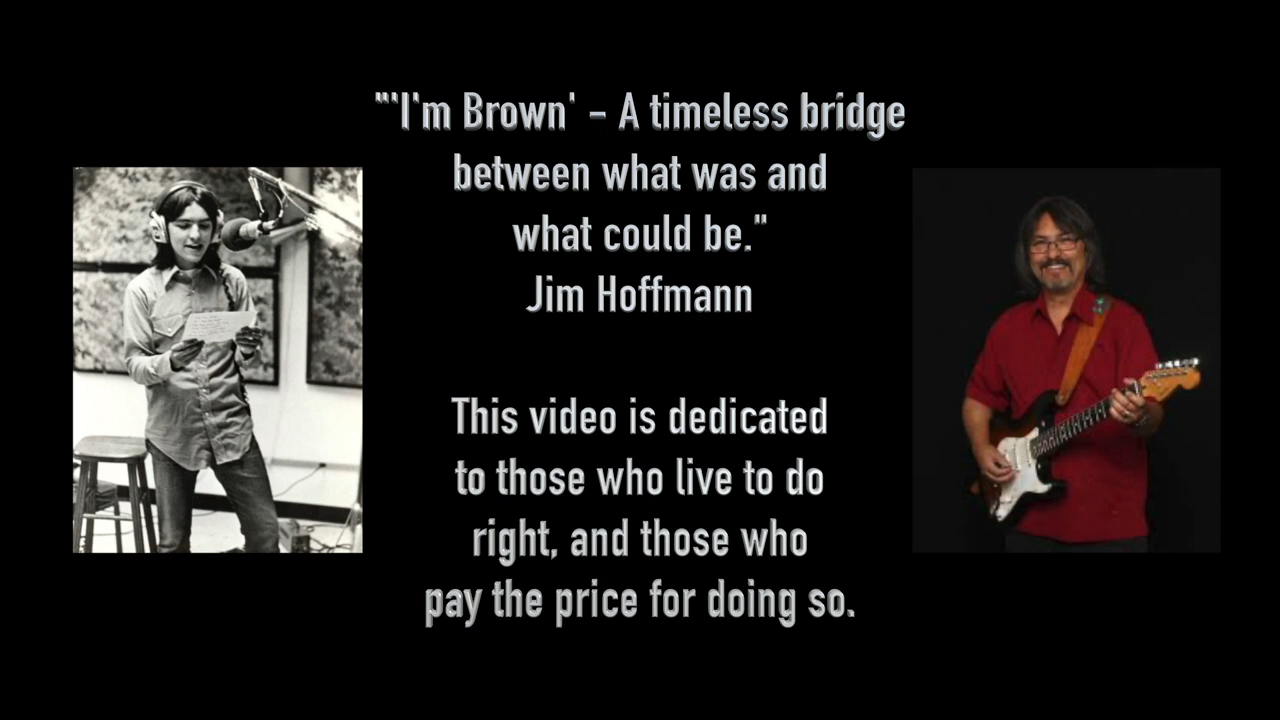 "'I'm Brown' - A timeless bridge
between what was and
what could be."
Jim Hoffmann
This video is dedicated
to those who live to do
right, and those who
pay the price for doing so.